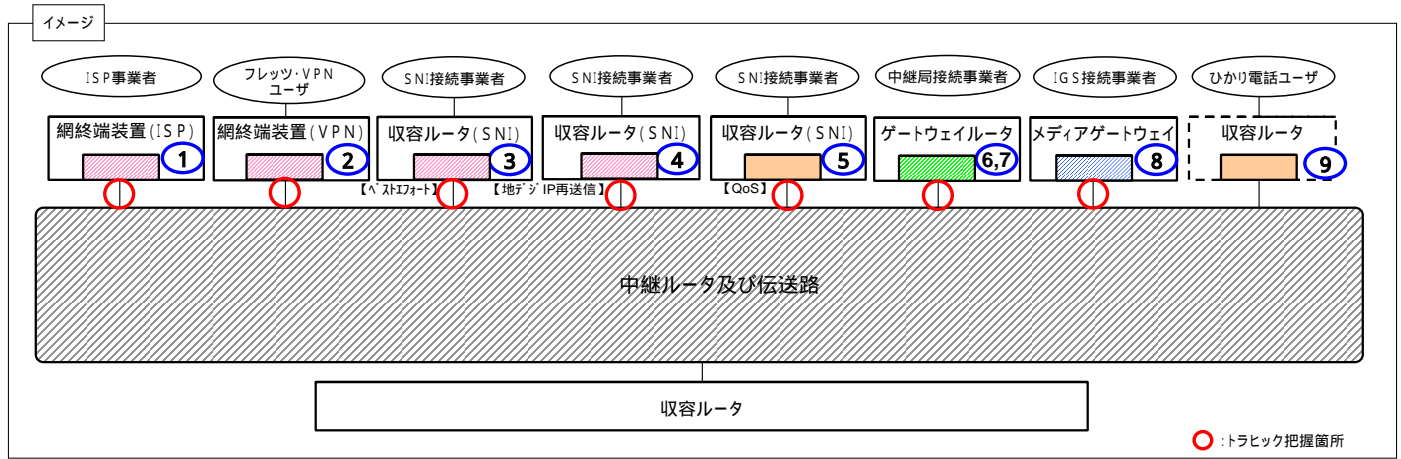 イメージ
ISP事業者
フレッツ・VPN
ユーザ
SNI接続事業者
SNI接続事業者
SNI接続事業者
中継局接続事業者
IGS接続事業者
ひかり電話ユーザ
網終端装置(ISP)
網終端装置(VPN)
収容ルータ(SNI)
収容ルータ(SNI)
収容ルータ(SNI)
ゲートウェイルータ
メディアゲートウェイ
収容ルータ
1
2
3
4
5
6,7
8
9
【ベストエフォート】
【地デジIP再送信】
【QoS】
中継ルータ及び伝送路
収容ルータ
:トラヒック把握箇所